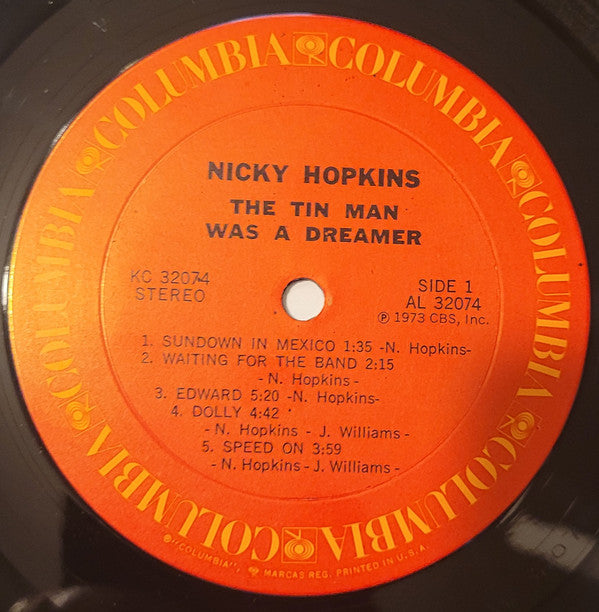 COLUMBIA COLUMBIA COLUMBIA COLUMBIA COLUMBIA COLUMBIA COLUMBIA COLUMBIA
NICKY HOPKINS
THE TIN MAN
WAS A DREAMER
KC 32074
STEREO
SIDE 1
AL 32074
Ⓟ 1973 CBS, Inc.
1. SUNDOWN IN MEXICO 1:35 -N. Hopkins-
2. WAITING FOR THE BAND 2:15
- N. Hopkins -
3. EDWARD 5:20 -N. Hopkins-
4. DOLLY 4:42
- N. Hopkins - J. Williams -
5. SPEED ON 3:59
- N. Hopkins - J. Williams -
®"COLUMBIA", MARCAS REG. PRINTED IN U.S.A.